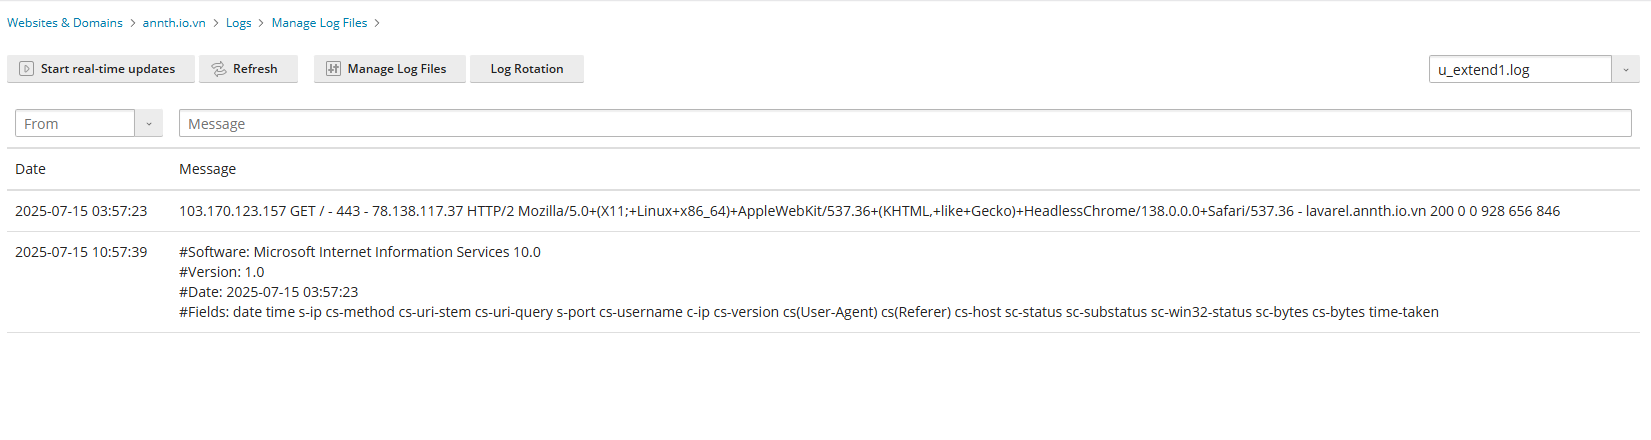 Websites & Domains > annth.io.vn > Logs > Manage Log Files >
Start real-time updates Refresh Manage Log Files Log Rotation u_extend1.log
From Message
Date Message
2025-07-15 03:57:23 103.170.123.157 GET / - 443 - 78.138.117.37 HTTP/2 Mozilla/5.0+(X11;+Linux+x86_64)+AppleWebKit/537.36+(KHTML,+like+Gecko)+HeadlessChrome/138.0.0.0+Safari/537.36 - lavarel.annth.io.vn 200 0 0 928 656 846
2025-07-15 10:57:39 #Software: Microsoft Internet Information Services 10.0
#Version: 1.0
#Date: 2025-07-15 03:57:23
#Fields: date time s-ip cs-method cs-uri-stem cs-uri-query s-port cs-username c-ip cs-version cs(User-Agent) cs(Referer) cs-host sc-status sc-substatus sc-win32-status sc-bytes cs-bytes time-taken